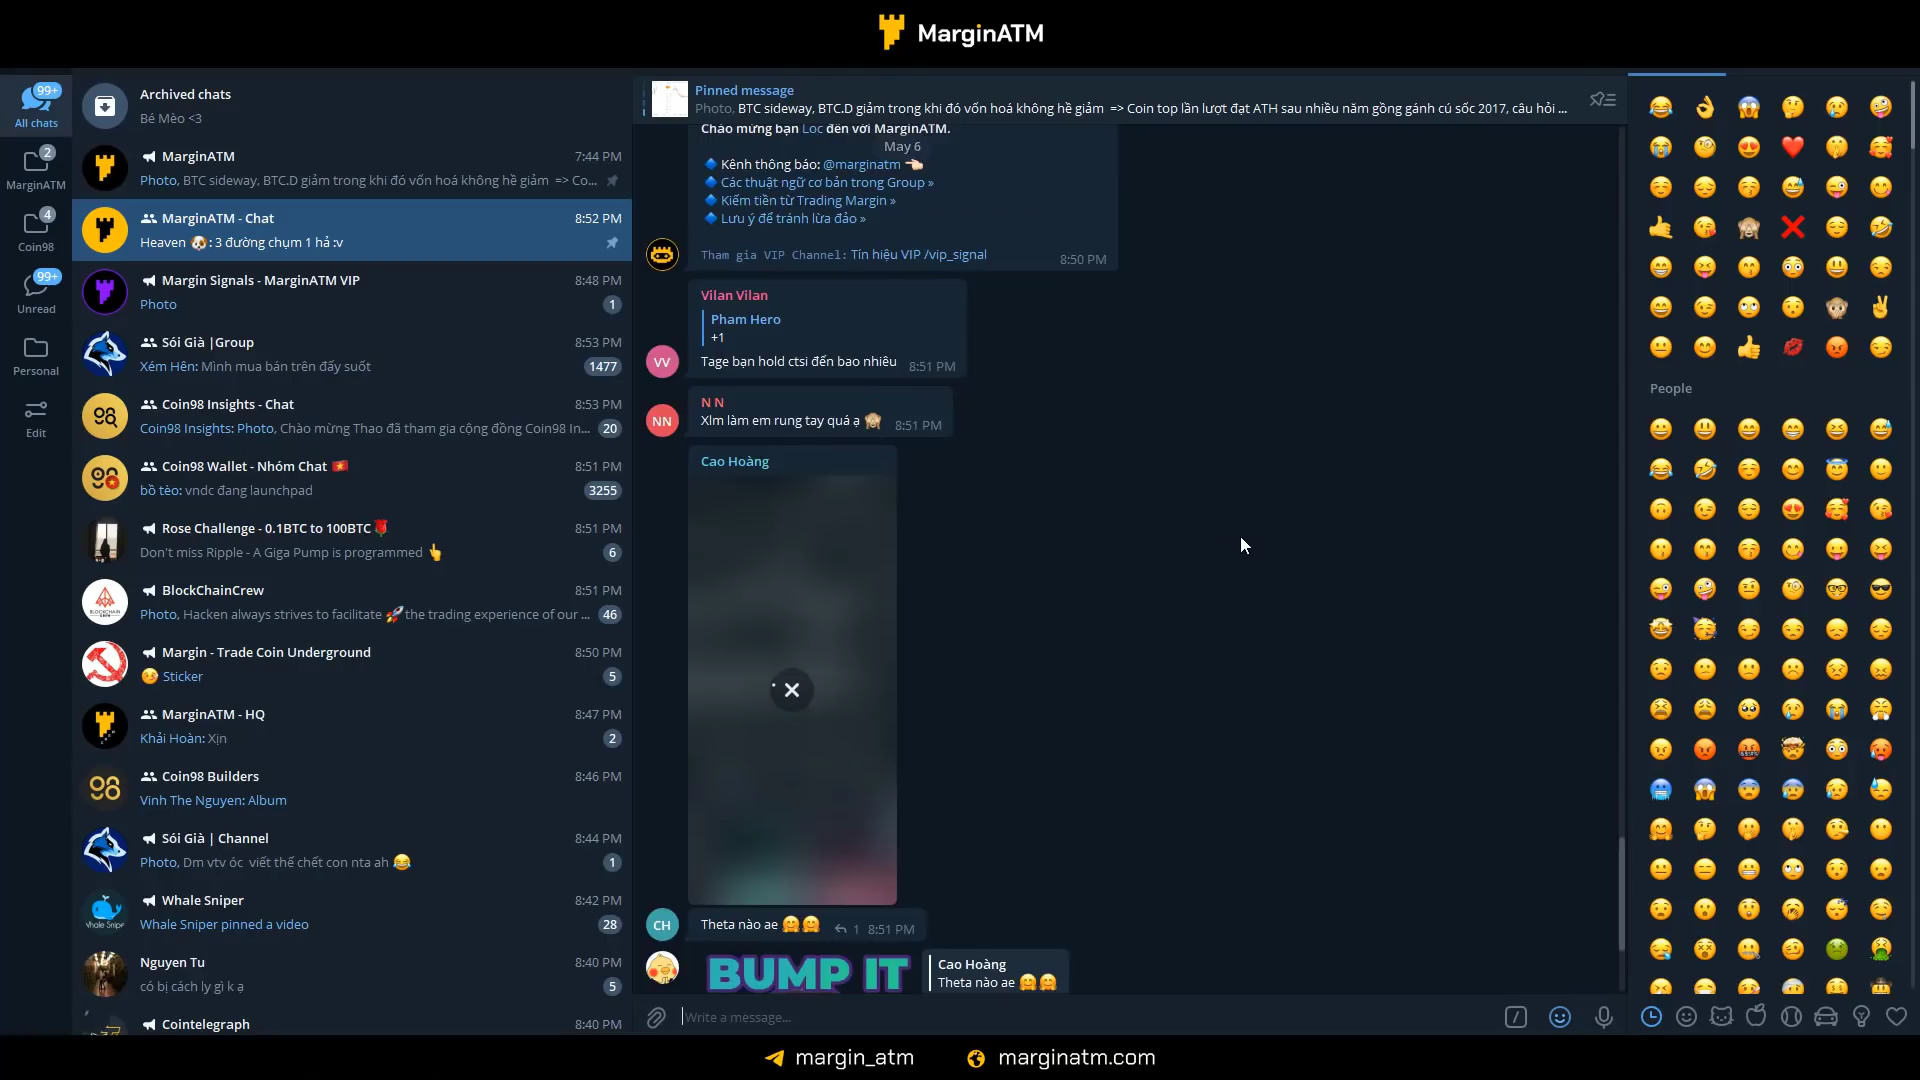 MarginATM
99+
All chats
2
MarginATM
4
Coin98
99+
Unread
Personal
Edit
Archived chats
Bé Mèo <3
MarginATM 7:44 PM
Photo, BTC sideway, BTC.D giảm trong khi đó vốn hoá không hề giảm => Co...
MarginATM - Chat 8:52 PM
Heaven 🐶: 3 đường chụm 1 hả :v
Margin Signals - MarginATM VIP 8:48 PM
Photo 1
Sói Già |Group 8:53 PM
Xém Hên: Mình mua bán trên đấy suốt 1477
Coin98 Insights - Chat 8:53 PM
Coin98 Insights: Photo, Chào mừng Thao đã tham gia cộng đồng Coin98 In... 20
Coin98 Wallet - Nhóm Chat 🇻🇳 8:51 PM
bồ tèo: vndc đang launchpad 3255
Rose Challenge - 0.1BTC to 100BTC🌹 8:51 PM
Don't miss Ripple - A Giga Pump is programmed 👆 6
BlockChainCrew 8:51 PM
BLOCKCHAIN
Photo, Hacken always strives to facilitate 🚀 the trading experience of our ... 46
Margin - Trade Coin Underground 8:50 PM
Sticker 5
MarginATM - HQ 8:47 PM
Khải Hoàn: Xịn 2
Coin98 Builders 8:46 PM
Vinh The Nguyen: Album
Sói Già | Channel 8:44 PM
Photo, Dm vtv óc viết thế chết con nta ah 😂 1
Whale Sniper 8:42 PM
Whale Sniper pinned a video 28
Nguyen Tu 8:40 PM
có bị cách ly gì k ạ 5
Cointelegraph 8:40 PM
Pinned message
Photo, BTC sideway, BTC.D giảm trong khi đó vốn hoá không hề giảm => Coin top lần lượt đạt ATH sau nhiều năm gồng gánh cú sốc 2017, câu hỏi ...
Chào mừng bạn Loc đến với MarginATM.
May 6
🔷 Kênh thông báo: @marginatm 👈🏻
🔷 Các thuật ngữ cơ bản trong Group »
🔷 Kiếm tiền từ Trading Margin »
🔷 Lưu ý để tránh lừa đảo »
Tham gia VIP Channel: Tín hiệu VIP /vip_signal 8:50 PM
Vilan Vilan
Pham Hero
+1
VV
Tage bạn hold ctsi đến bao nhiêu 8:51 PM
N N
NN
Xlm làm em rung tay quá ạ 🙈 8:51 PM
Cao Hoàng
CH
Theta nào ae 🤗🤗 1 8:51 PM
BUMP IT
Cao Hoàng
Theta nào ae 🤗🤗
Write a message...
People
margin_atm
marginatm.com